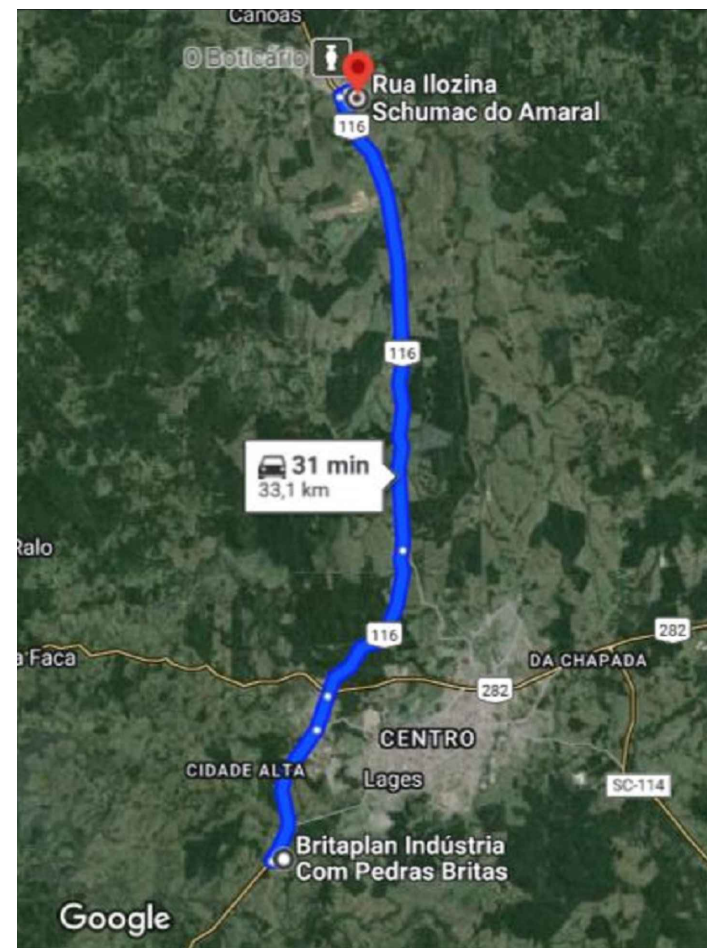 Canoas
O Boticário
Rua Ilozina
Schumac do Amaral
116
116
31 min
33,1 km
Ralo
116
282
a Faca
DA CHAPADA
282
CENTRO
CIDADE ALTA
Lages
SC-114
Britaplan Indústria
Com Pedras Britas
Google